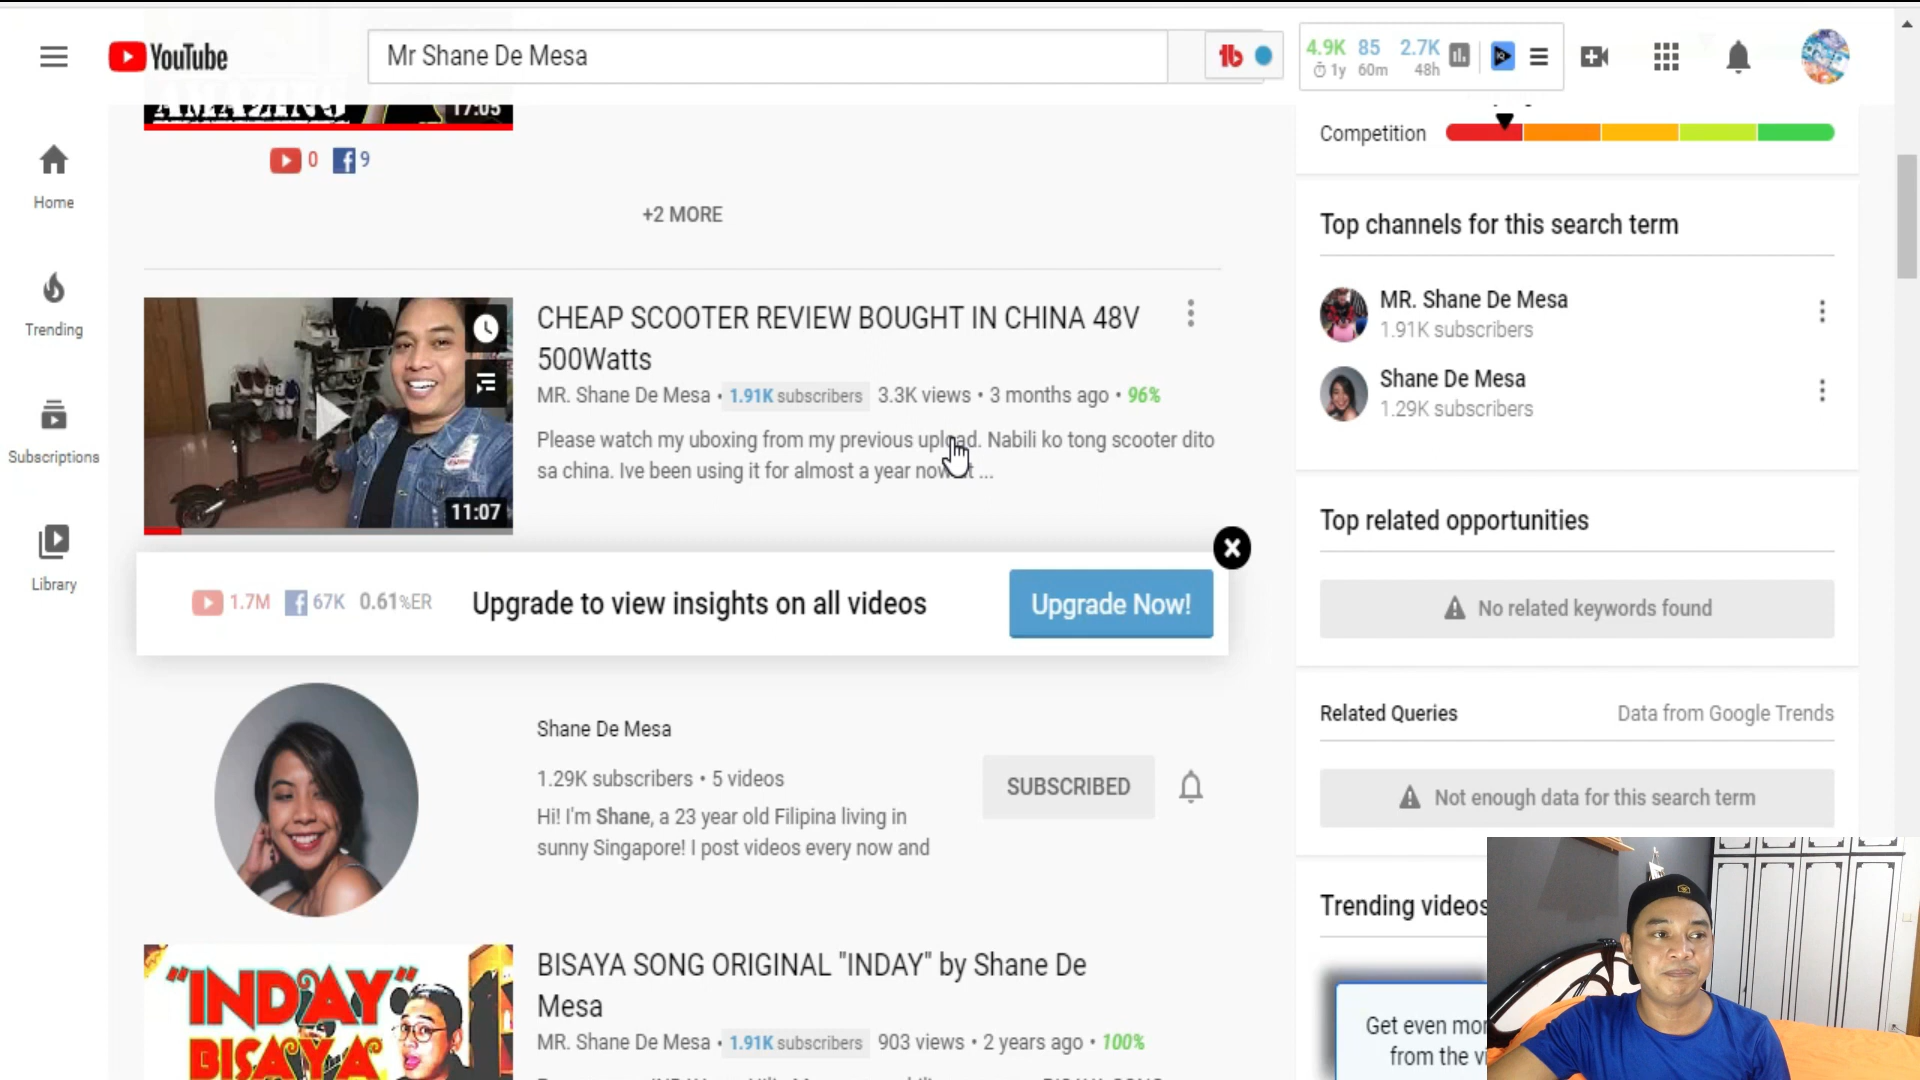 YouTube
Mr Shane De Mesa
4.9K 85 2.7K
1y 60m 48h
AMAZING
17:05
0 9
+2 MORE
Home
Trending
Subscriptions
Library
CHEAP SCOOTER REVIEW BOUGHT IN CHINA 48V
500Watts
MR. Shane De Mesa • 1.91K subscribers 3.3K views • 3 months ago • 96%
Please watch my uboxing from my previous upload. Nabili ko tong scooter dito
sa china. Ives been using it for almost a year now
11:07
1.7M 67K 0.61%ER
Upgrade to view insights on all videos
Upgrade Now!
Shane De Mesa
1.29K subscribers • 5 videos
Hi! I'm Shane, a 23 year old Filipina living in
sunny Singapore! I post videos every now and
SUBSCRIBED
"INDAY"
BISAYA
BISAYA SONG ORIGINAL "INDAY" by Shane De
Mesa
MR. Shane De Mesa • 1.91K subscribers 903 views • 2 years ago • 100%
Competition
Top channels for this search term
MR. Shane De Mesa
1.91K subscribers
Shane De Mesa
1.29K subscribers
Top related opportunities
No related keywords found
Related Queries Data from Google Trends
Not enough data for this search term
Trending videos
Get even
from the